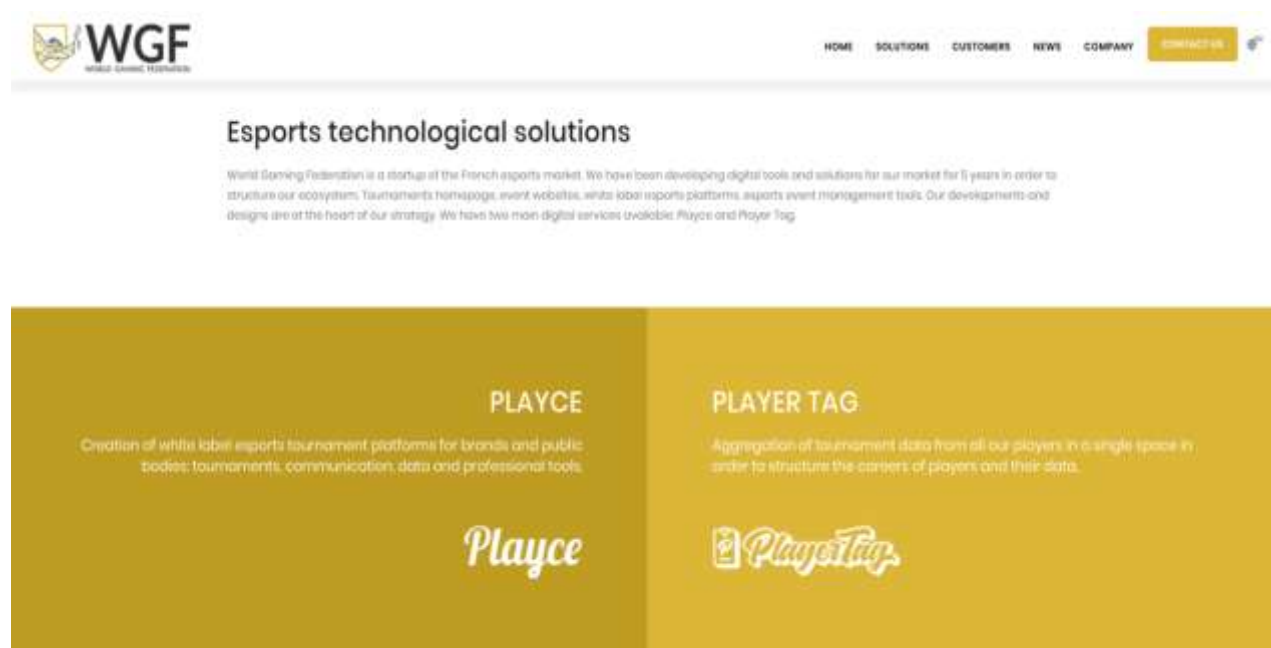 WGF
WORLD GAMING FEDERATION
HOME SOLUTIONS CUSTOMERS NEWS COMPANY CONTACT US
Esports technological solutions
World Gaming Federation is a startup of the French esports market. We have been developing digital tools and solutions for our market for 5 years in order to
structure our ecosystem. Tournaments homepage, event websites, white label esports platforms, esports event management tools. Our developments and
designs are at the heart of our strategy. We have two main digital services available: Playce and Player Tag.
PLAYCE
Creation of white label esports tournament platforms for brands and public
bodies: tournaments, communication, data and professional tools.
Playce
PLAYER TAG
Aggregation of tournament data from all our players in a single space in
order to structure the careers of players and their data.
PlayerTag